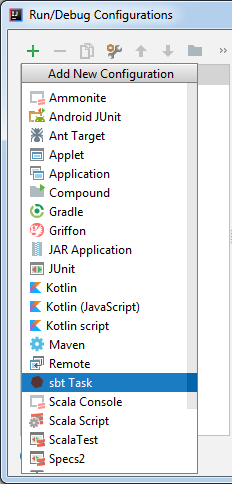 Run/Debug Configurations
Add New Configuration
Ammonite
Android JUnit
Ant Target
Applet
Application
Compound
Gradle
Griffon
JAR Application
JUnit
Kotlin
Kotlin (JavaScript)
Kotlin script
Maven
Remote
sbt Task
Scala Console
Scala Script
ScalaTest
Specs2